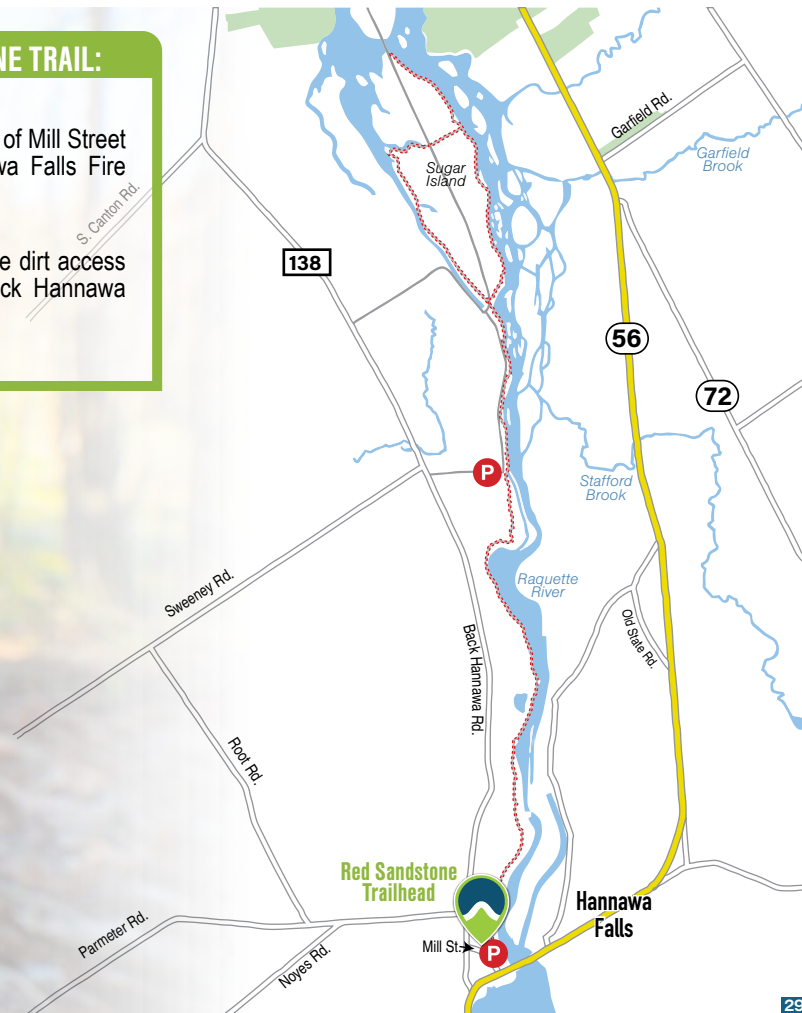 NE TRAIL:
of Mill Street
wa Falls Fire
e dirt access
ck Hannawa
S. Canton Rd.
138
Sugar
Island
Garfield Rd.
Garfield
Brook
56
72
P
Stafford
Brook
Sweeney Rd.
Raquette
River
Old State Rd.
Back Hannawa Rd.
Root Rd.
Red Sandstone
Trailhead
Hannawa
Falls
Parmeter Rd.
Noyes Rd.
Mill St.
P
29